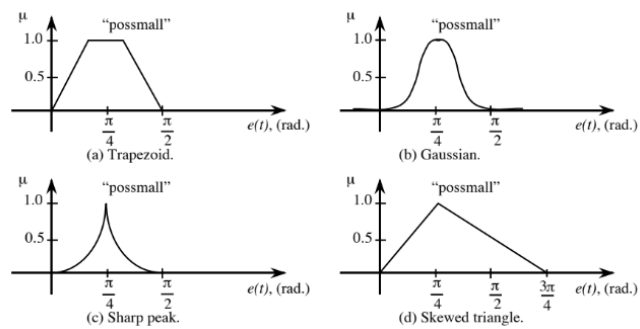 μ
"possmall"
1.0
0.5
π/4
π/2
e(t), (rad.)
(a) Trapezoid.
μ
"possmall"
1.0
0.5
π/4
π/2
e(t), (rad.)
(b) Gaussian.
μ
"possmall"
1.0
0.5
π/4
π/2
e(t), (rad.)
(c) Sharp peak.
μ
"possmall"
1.0
0.5
π/4
π/2
3π/4
e(t), (rad.)
(d) Skewed triangle.